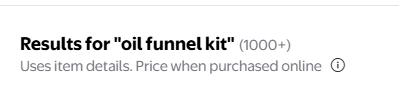 Results for "oil funnel kit" (1000+)
Uses item details. Price when purchased online